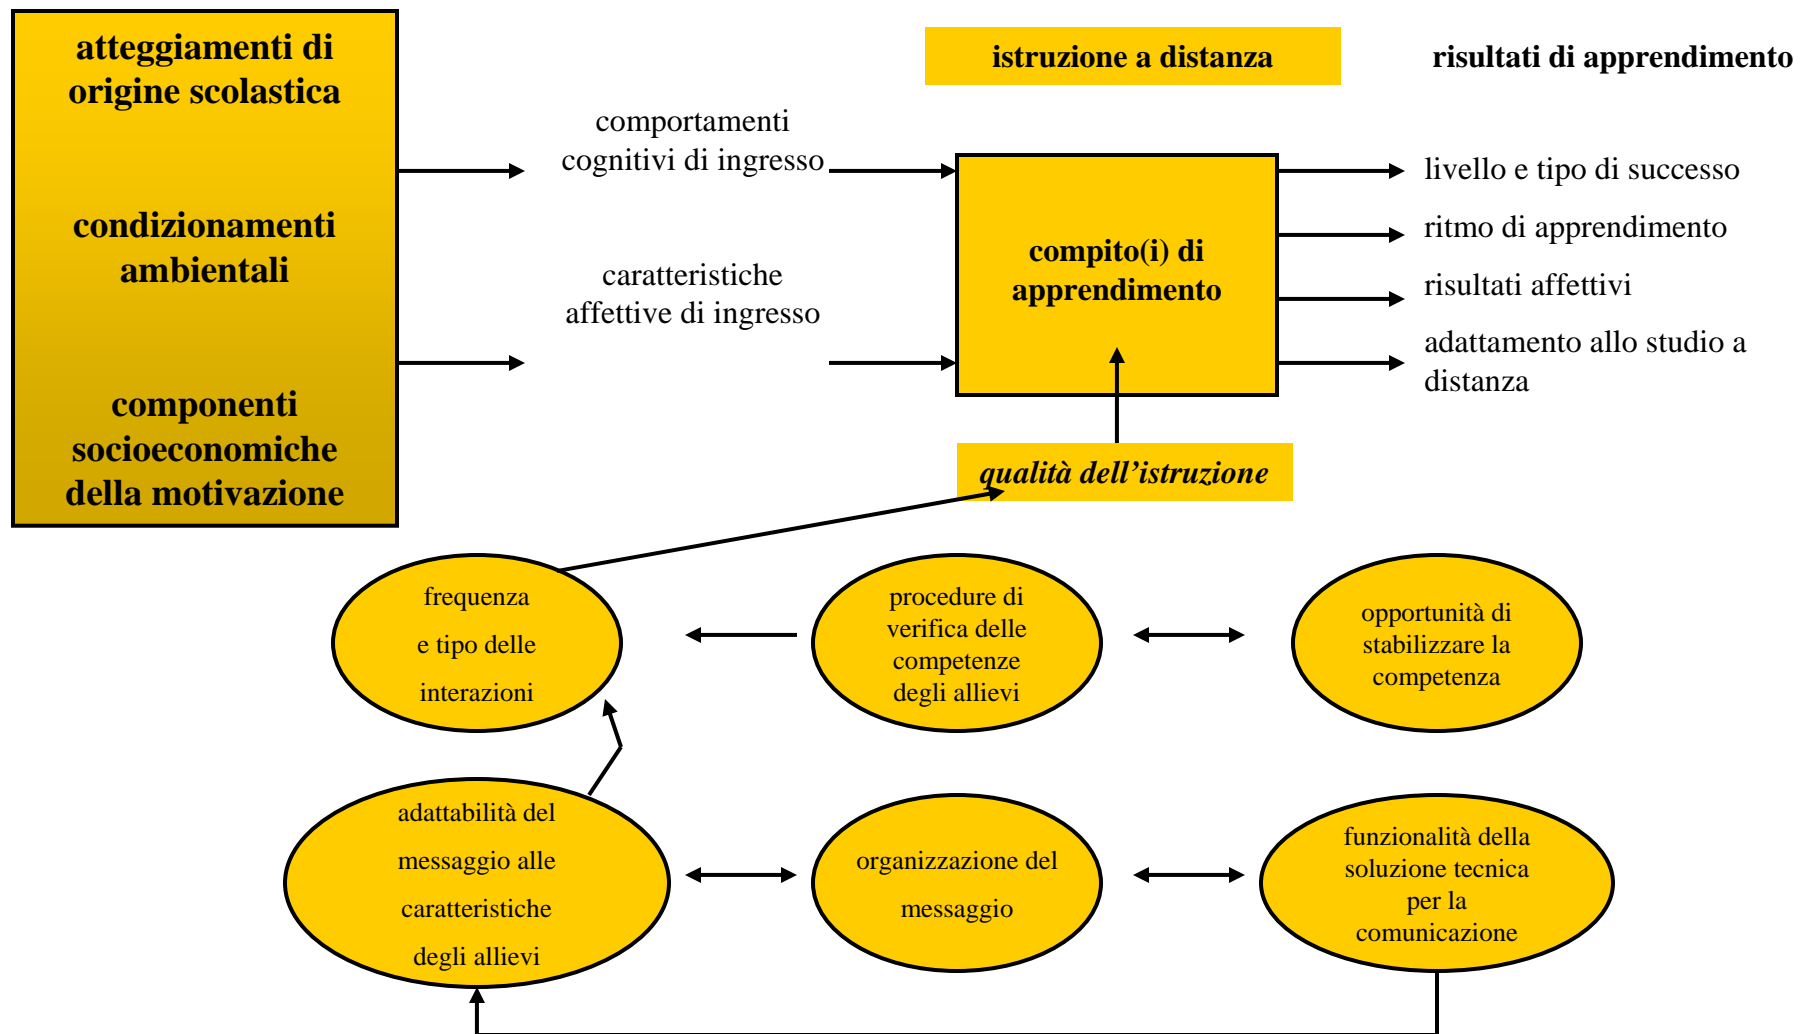 atteggiamenti di
origine scolastica
condizionamenti
ambientali
componenti
socioeconomiche
della motivazione
comportamenti
cognitivi di ingresso
caratteristiche
affettive di ingresso
istruzione a distanza
compito(i) di
apprendimento
qualità dell’istruzione
risultati di apprendimento
livello e tipo di successo
ritmo di apprendimento
risultati affettivi
adattamento allo studio a
distanza
frequenza
e tipo delle
interazioni
procedure di
verifica delle
competenze
degli allievi
opportunità di
stabilizzare la
competenza
adattabilità del
messaggio alle
caratteristiche
degli allievi
organizzazione del
messaggio
funzionalità della
soluzione tecnica
per la
comunicazione